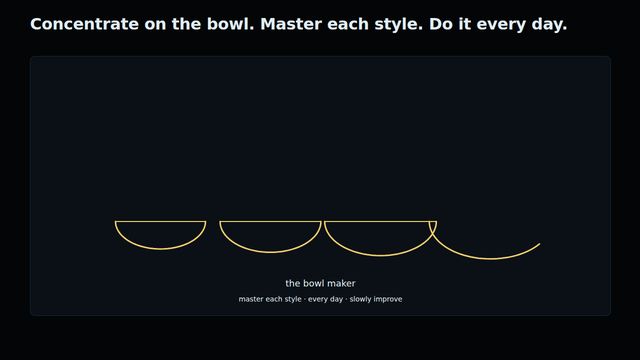 Concentrate on the bowl. Master each style. Do it every day.
the bowl maker
master each style · every day · slowly improve